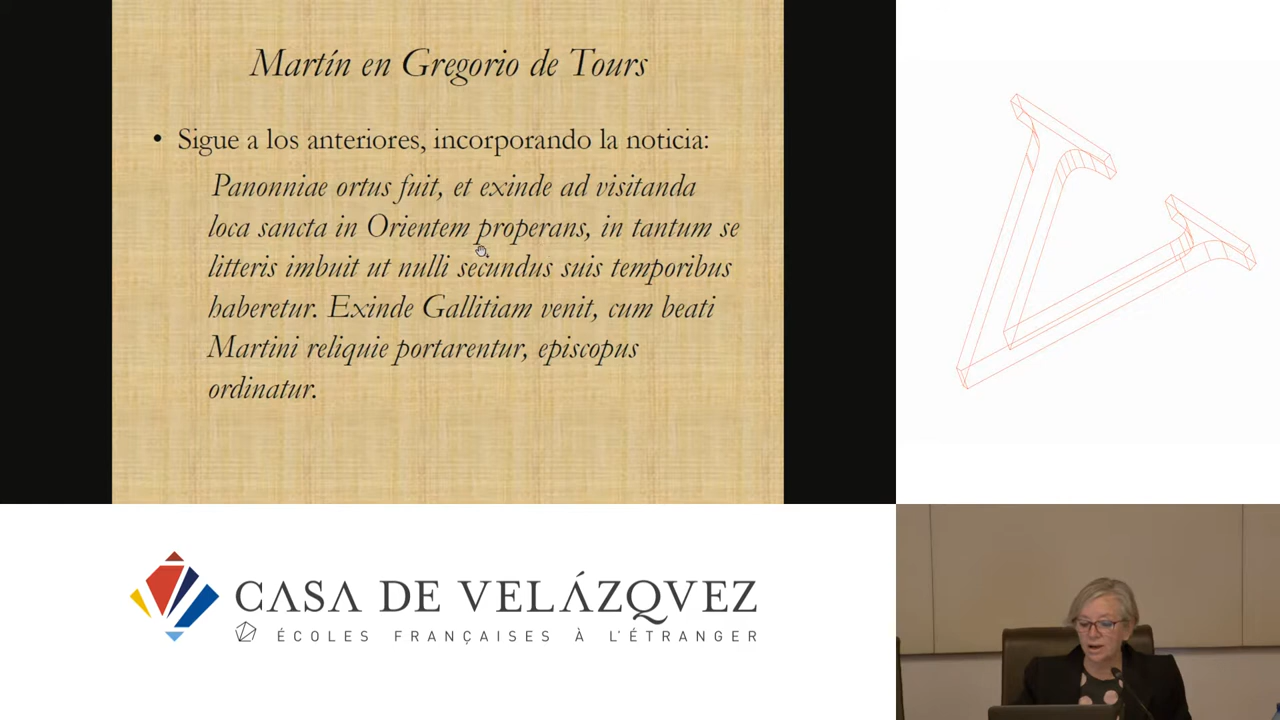 Martín en Gregorio de Tours
• Sigue a los anteriores, incorporando la noticia:
Panonniae ortus fuit, et exinde ad visitanda
loca sancta in Orientem properans, in tantum se
litteris imbuit ut nulli secundus suis temporibus
haberetur. Exinde Gallitiam venit, cum beati
Martini reliquie portarentur, episcopus
ordinatur.
CASA DE VELÁZQVEZ
ÉCOLES FRANÇAISES À L'ÉTRANGER